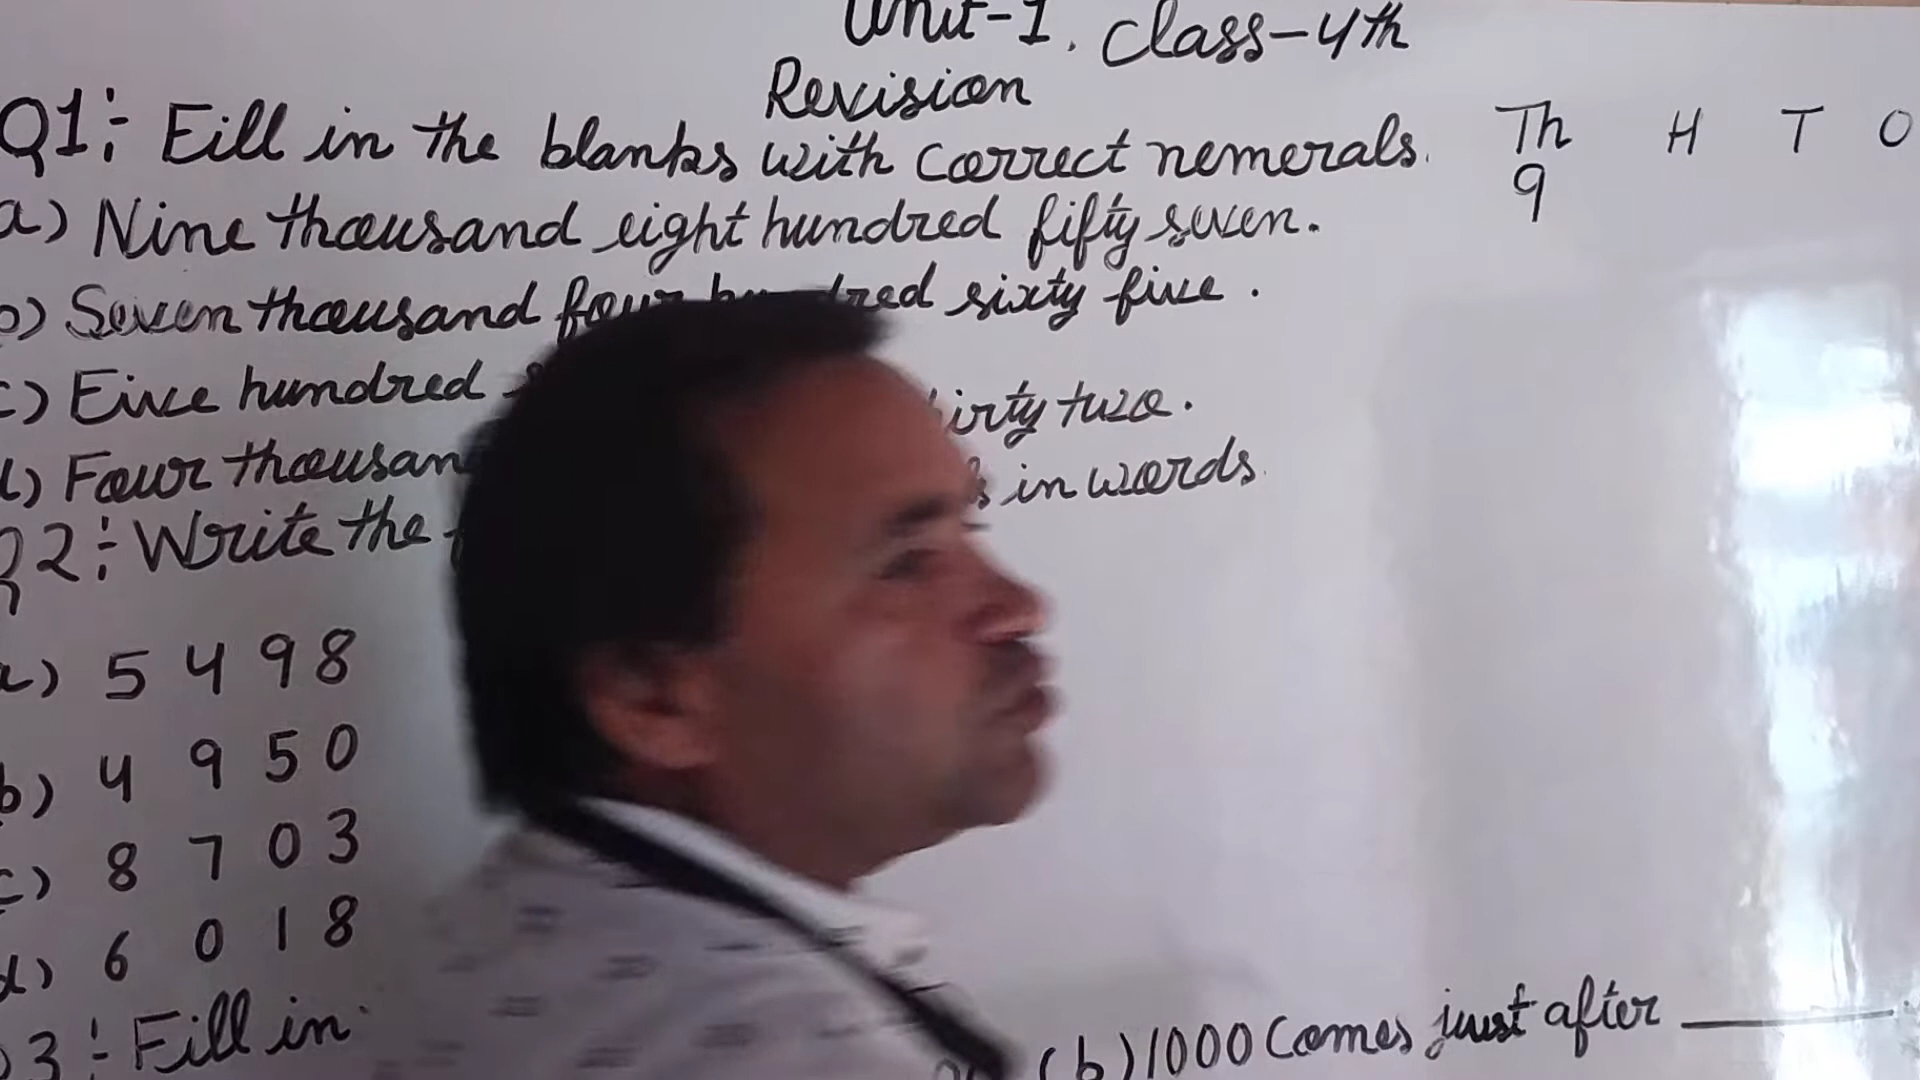 Unit-1. Class-4th
Revision
Q1:- Fill in the blanks with correct nemerals.
Th H T O
9
a) Nine thousand eight hundred fifty seven.
b) Seven thousand four hundred sixty five.
c) Five hundred
d) Four thousand irty two.
Q2:- Write the in words.
a) 5 4 9 8
b) 4 9 5 0
c) 8 7 0 3
d) 6 0 1 8
Q3:- Fill in
(b) 1000 Comes just after ______